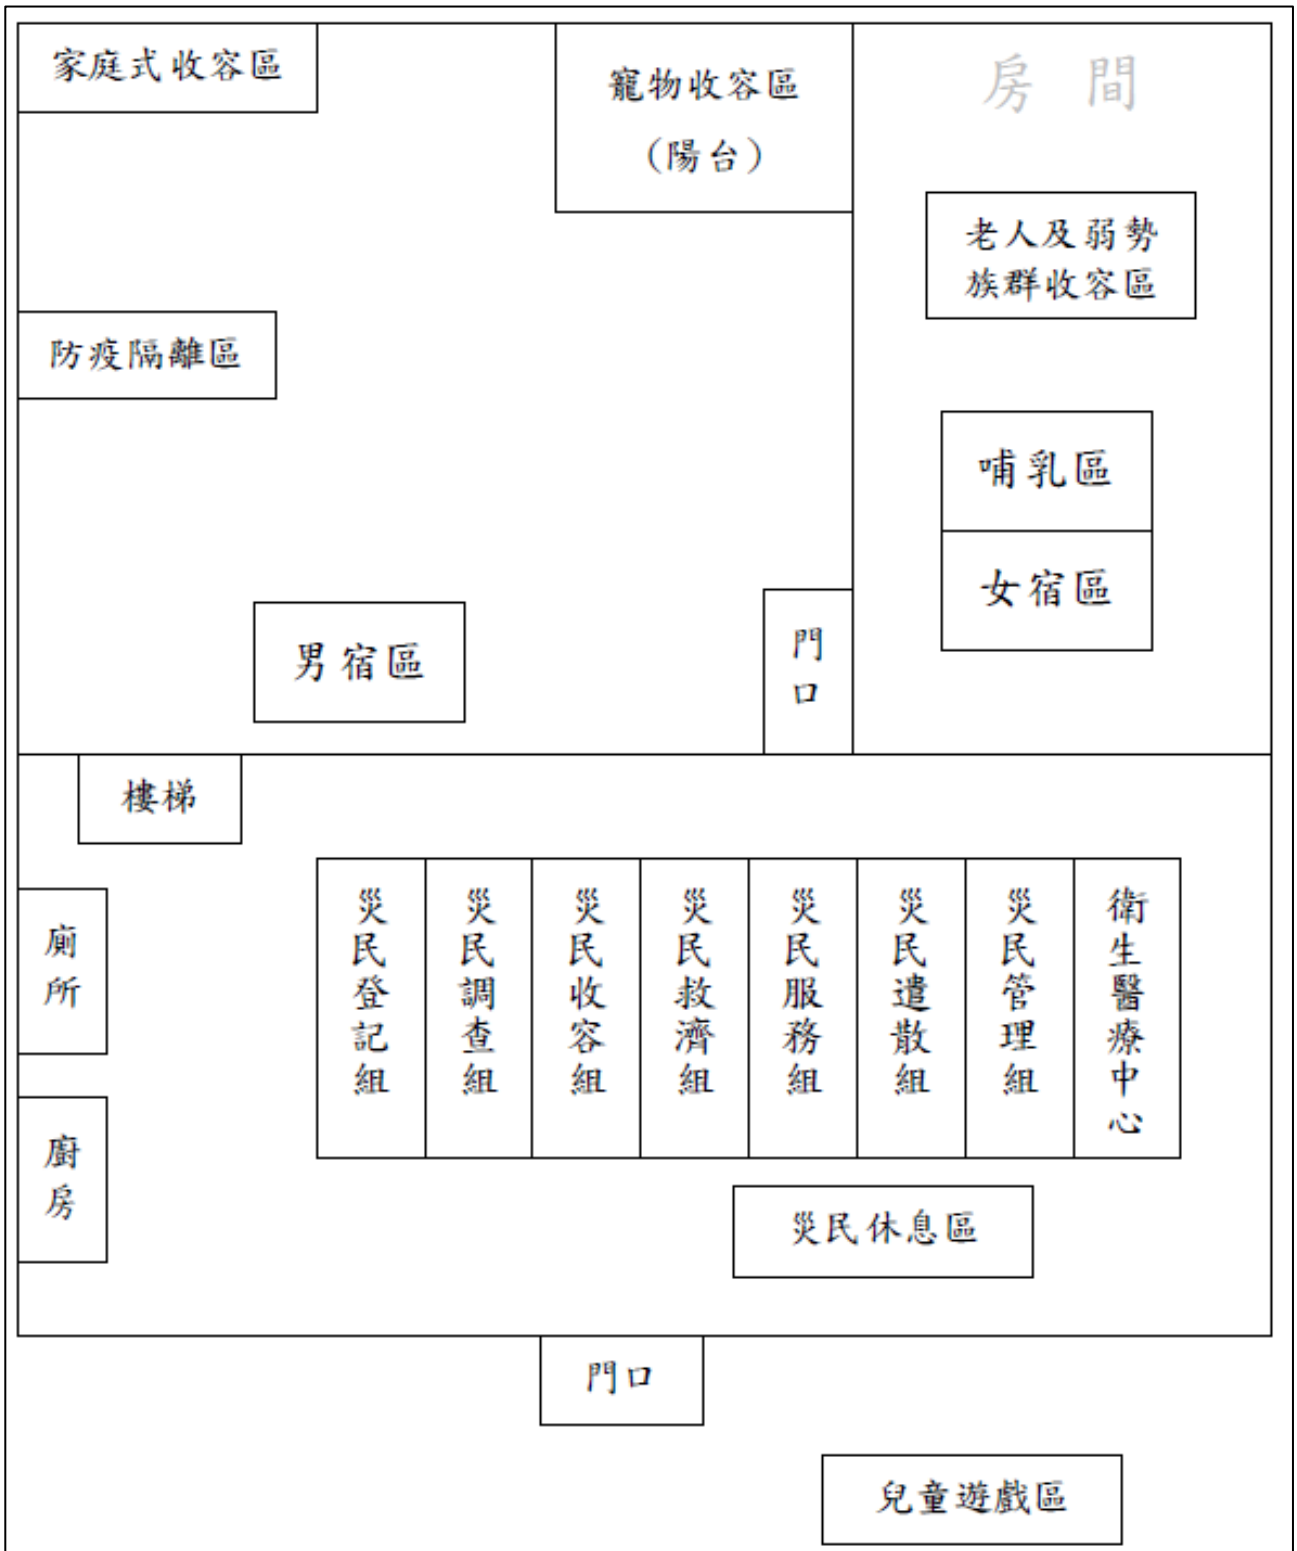 家庭式收容區
寵物收容區
（陽台）
房 間
老人及弱勢
族群收容區
防疫隔離區
哺乳區
女宿區
男宿區
門口
樓梯
廁所
廚房
災民登記組
災民調查組
災民收容組
災民救濟組
災民服務組
災民遣散組
災民管理組
衛生醫療中心
災民休息區
門口
兒童遊戲區